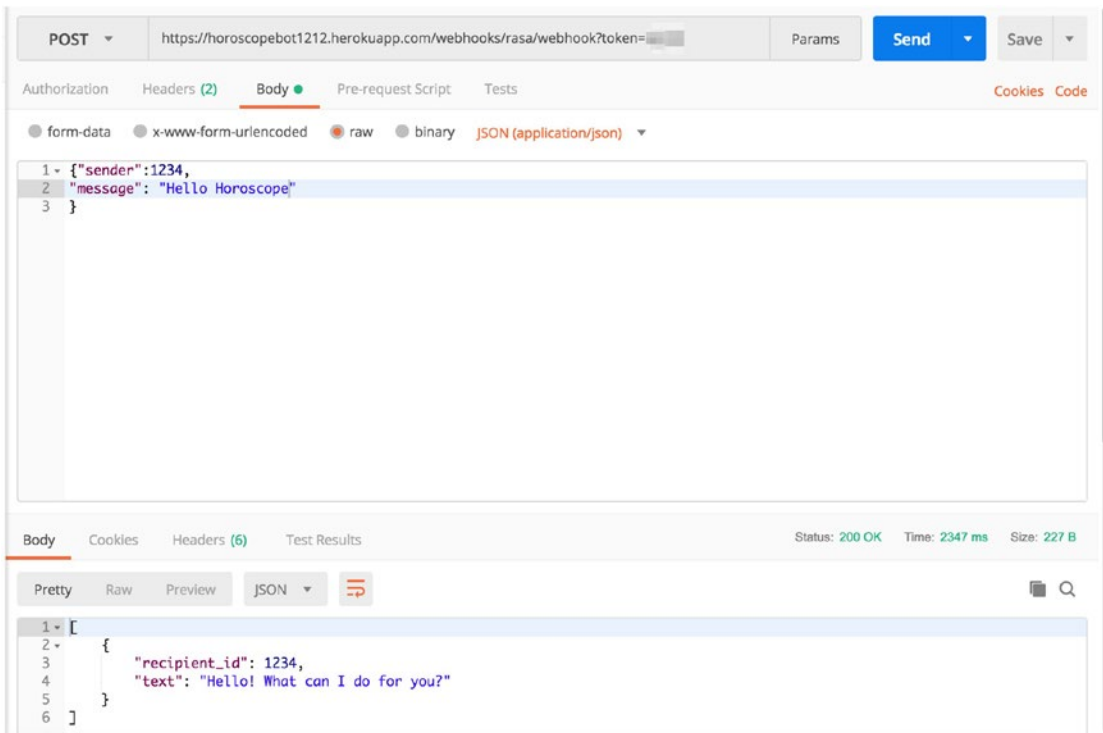 POST https://horoscopebot1212.herokuapp.com/webhooks/rasa/webhook?token= Params Send Save
Authorization Headers (2) Body Pre-request Script Tests Cookies Code
form-data x-www-form-urlencoded raw binary JSON (application/json)
1 {"sender":1234,
2 "message": "Hello Horoscope"
3 }
Body Cookies Headers (6) Test Results Status: 200 OK Time: 2347 ms Size: 227 B
Pretty Raw Preview JSON
1 [
2 {
3 "recipient_id": 1234,
4 "text": "Hello! What can I do for you?"
5 }
6 ]